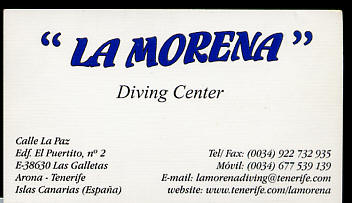 “ LA MORENA ”
Diving Center
Calle La Paz
Edf. El Puertito, nº 2
E-38630 Las Galletas
Arona - Tenerife
Islas Canarias (España)
Tel/ Fax: (0034) 922 732 935
Móvil: (0034) 677 539 139
E-mail: lamorenadiving@tenerife.com
website: www.tenerife.com/lamorena